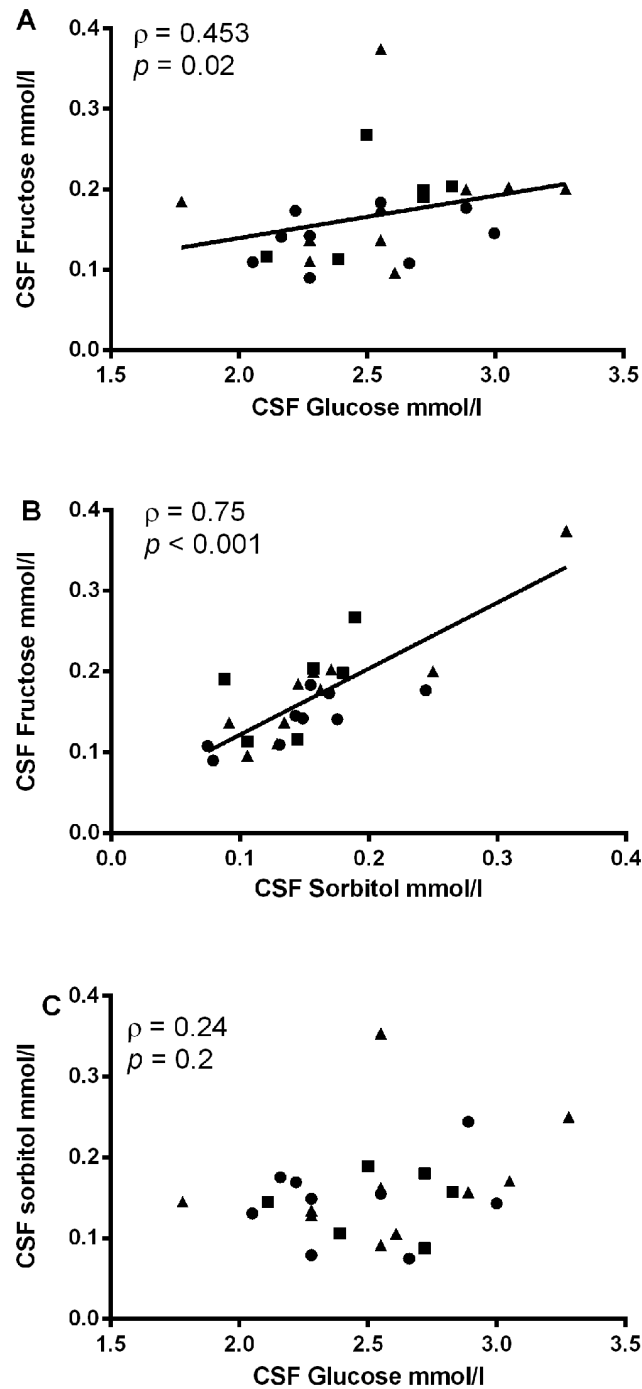 A
ρ = 0.453
p = 0.02
CSF Fructose mmol/l
0.4
0.3
0.2
0.1
0.0
1.5 2.0 2.5 3.0 3.5
CSF Glucose mmol/l
B
ρ = 0.75
p < 0.001
CSF Fructose mmol/l
0.4
0.3
0.2
0.1
0.0
0.0 0.1 0.2 0.3 0.4
CSF Sorbitol mmol/l
C
ρ = 0.24
p = 0.2
CSF sorbitol mmol/l
0.4
0.3
0.2
0.1
0.0
1.5 2.0 2.5 3.0 3.5
CSF Glucose mmol/l